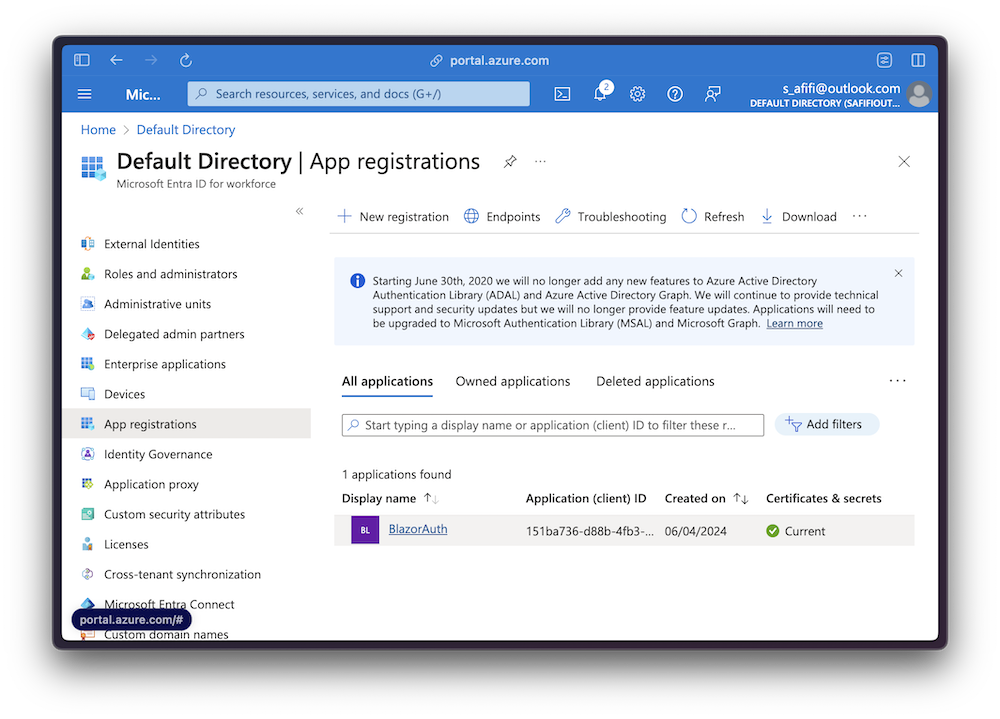 portal.azure.com
Mic...
Search resources, services, and docs (G+/)
2
s_afifi@outlook.com
DEFAULT DIRECTORY (SAFIFIOUT...
Home > Default Directory
Default Directory | App registrations
...
Microsoft Entra ID for workforce
«
New registration
Endpoints
Troubleshooting
Refresh
Download
...
External Identities
Roles and administrators
Administrative units
Delegated admin partners
Enterprise applications
Devices
App registrations
Identity Governance
Application proxy
Custom security attributes
Licenses
Cross-tenant synchronization
Microsoft Entra Connect
portal.azure.com/#
Custom domain names
Starting June 30th, 2020 we will no longer add any new features to Azure Active Directory
Authentication Library (ADAL) and Azure Active Directory Graph. We will continue to provide technical
support and security updates but we will no longer provide feature updates. Applications will need to
be upgraded to Microsoft Authentication Library (MSAL) and Microsoft Graph. Learn more
All applications
Owned applications
Deleted applications
...
Start typing a display name or application (client) ID to filter these r...
Add filters
1 applications found
Display name ↑↓
Application (client) ID
Created on ↑↓
Certificates & secrets
BL
BlazorAuth
151ba736-d88b-4fb3-...
06/04/2024
Current